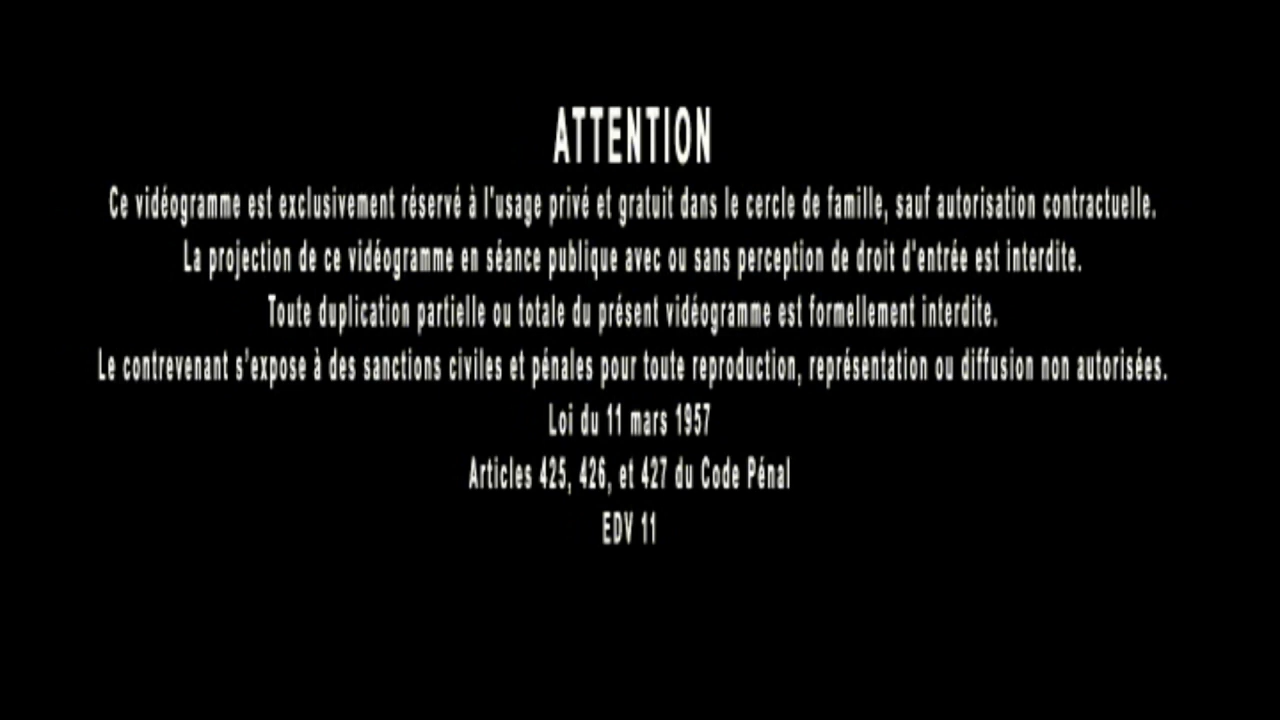 ATTENTION
Ce vidéogramme est exclusivement réservé à l'usage privé et gratuit dans le cercle de famille, sauf autorisation contractuelle.
La projection de ce vidéogramme en séance publique avec ou sans perception de droit d'entrée est interdite.
Toute duplication partielle ou totale du présent vidéogramme est formellement interdite.
Le contrevenant s'expose à des sanctions civiles et pénales pour toute reproduction, représentation ou diffusion non autorisées.
Loi du 11 mars 1957
Articles 425, 426, et 427 du Code Pénal
EDV 11